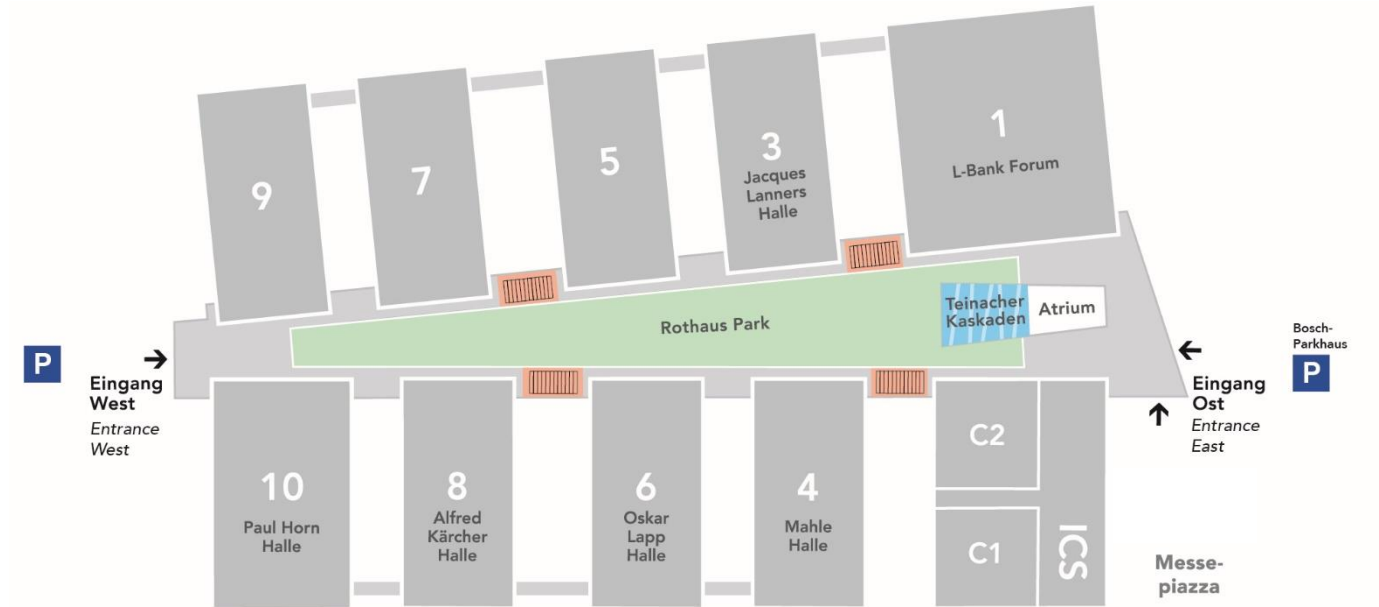 1
L-Bank Forum
3
Jacques
Lanners
Halle
5
7
9
Rothaus Park
Teinacher
Kaskaden
Atrium
P
Eingang
West
Entrance
West
Bosch-
Parkhaus
P
Eingang
Ost
Entrance
East
10
Paul Horn
Halle
8
Alfred
Kärcher
Halle
6
Oskar
Lapp
Halle
4
Mahle
Halle
C2
C1
ICS
Messe-
piazza